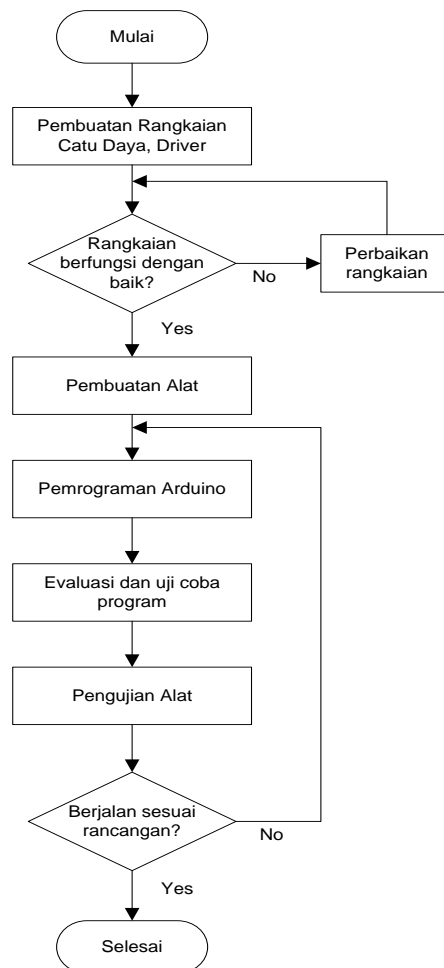 Mulai
Pembuatan Rangkaian
Catu Daya, Driver
Rangkaian
berfungsi dengan
baik?
No
Perbaikan
rangkaian
Yes
Pembuatan Alat
Pemrograman Arduino
Evaluasi dan uji coba
program
Pengujian Alat
Berjalan sesuai
rancangan?
No
Yes
Selesai